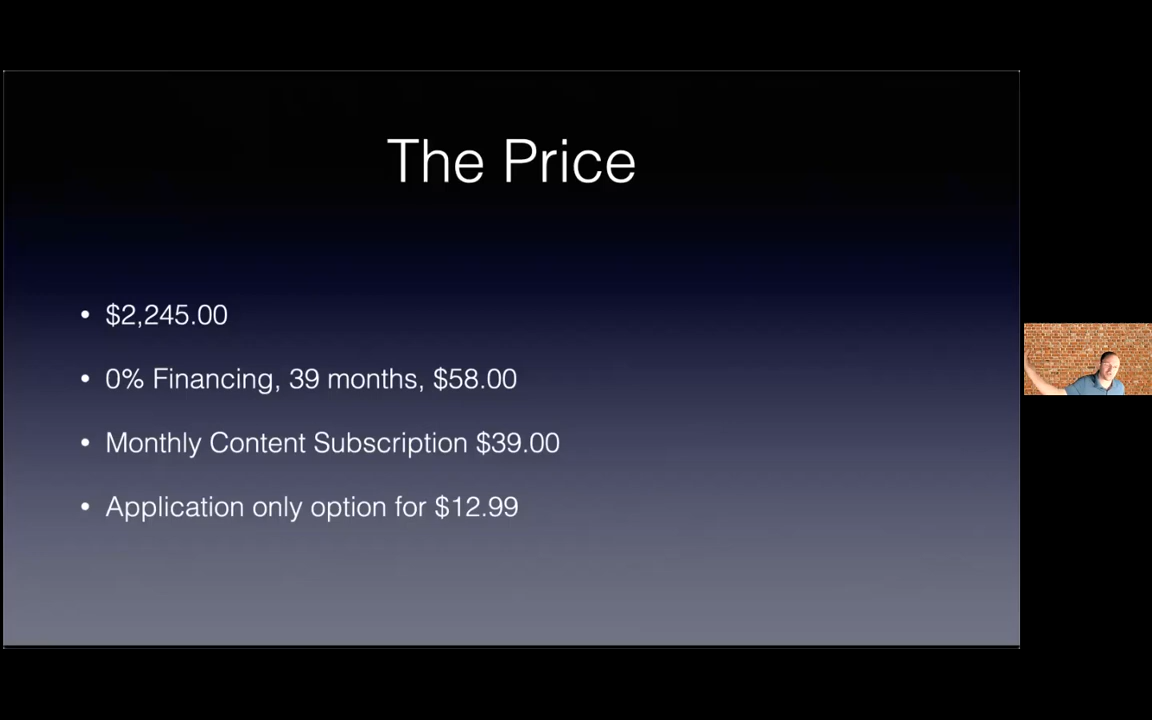 The Price
• $2,245.00
• 0% Financing, 39 months, $58.00
• Monthly Content Subscription $39.00
• Application only option for $12.99